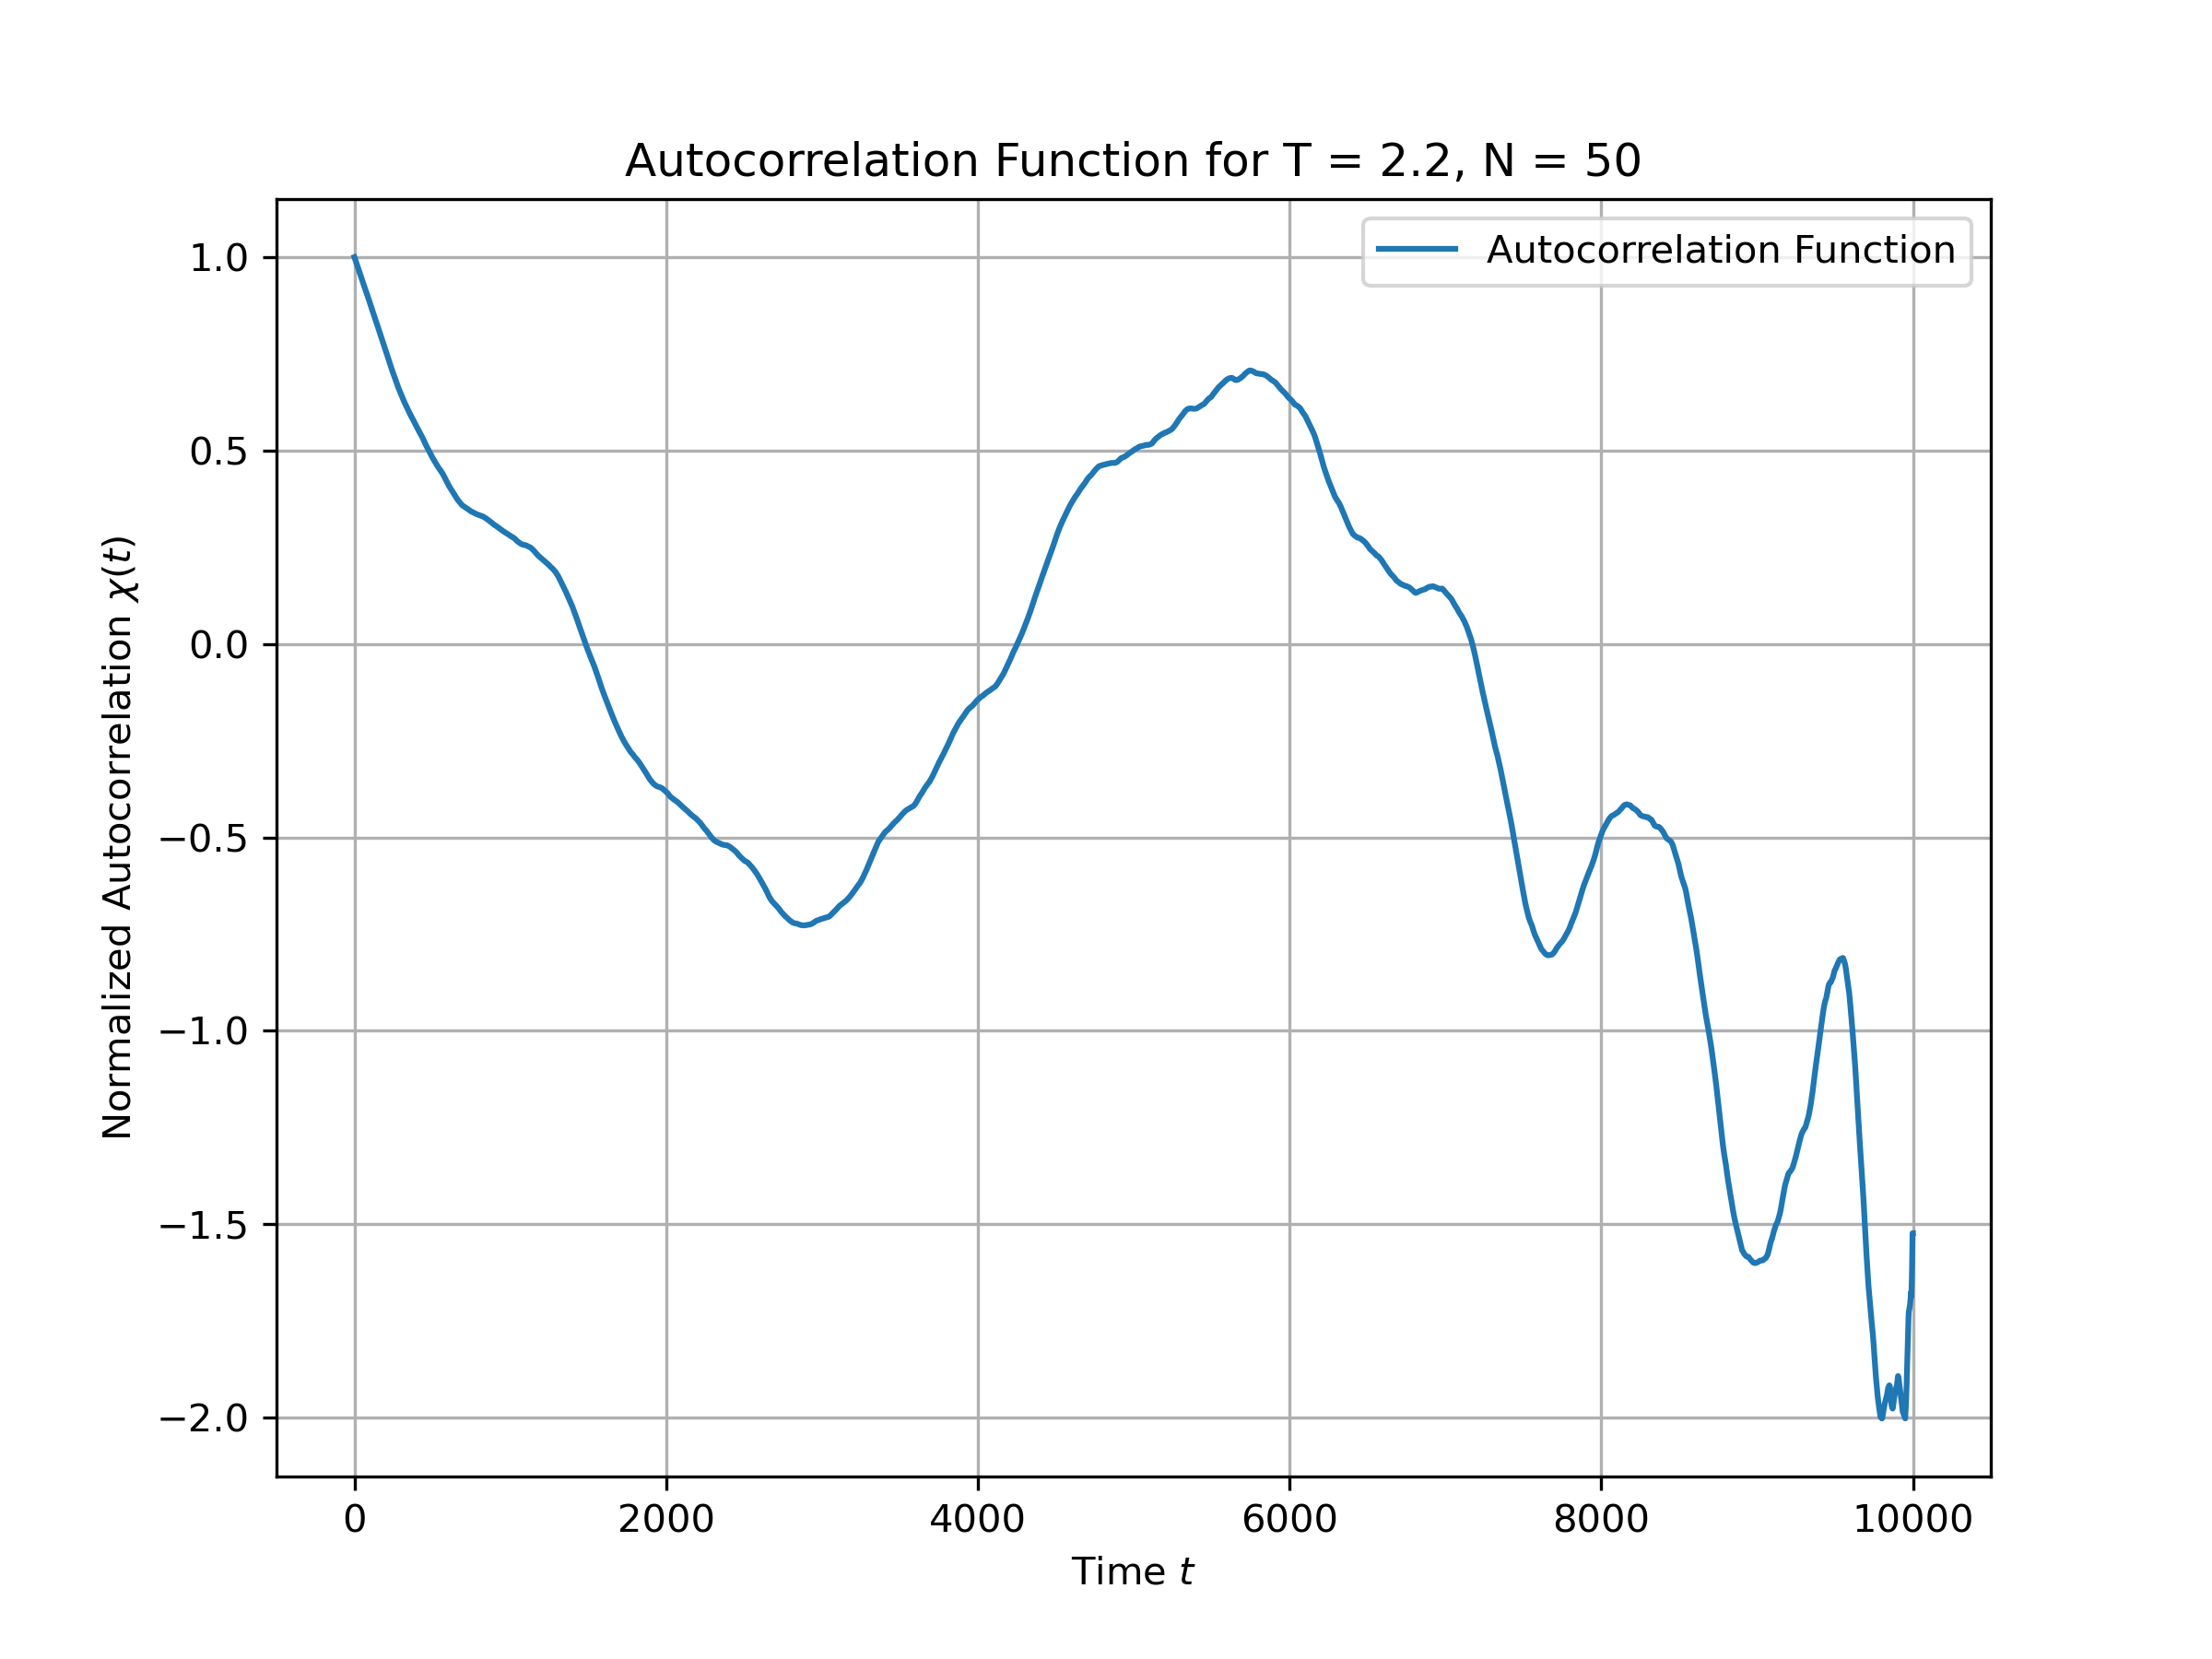 Autocorrelation Function for T = 2.2, N = 50
Autocorrelation Function
Normalized Autocorrelation χ(t)
1.0
0.5
0.0
−0.5
−1.0
−1.5
−2.0
0 2000 4000 6000 8000 10000
Time t